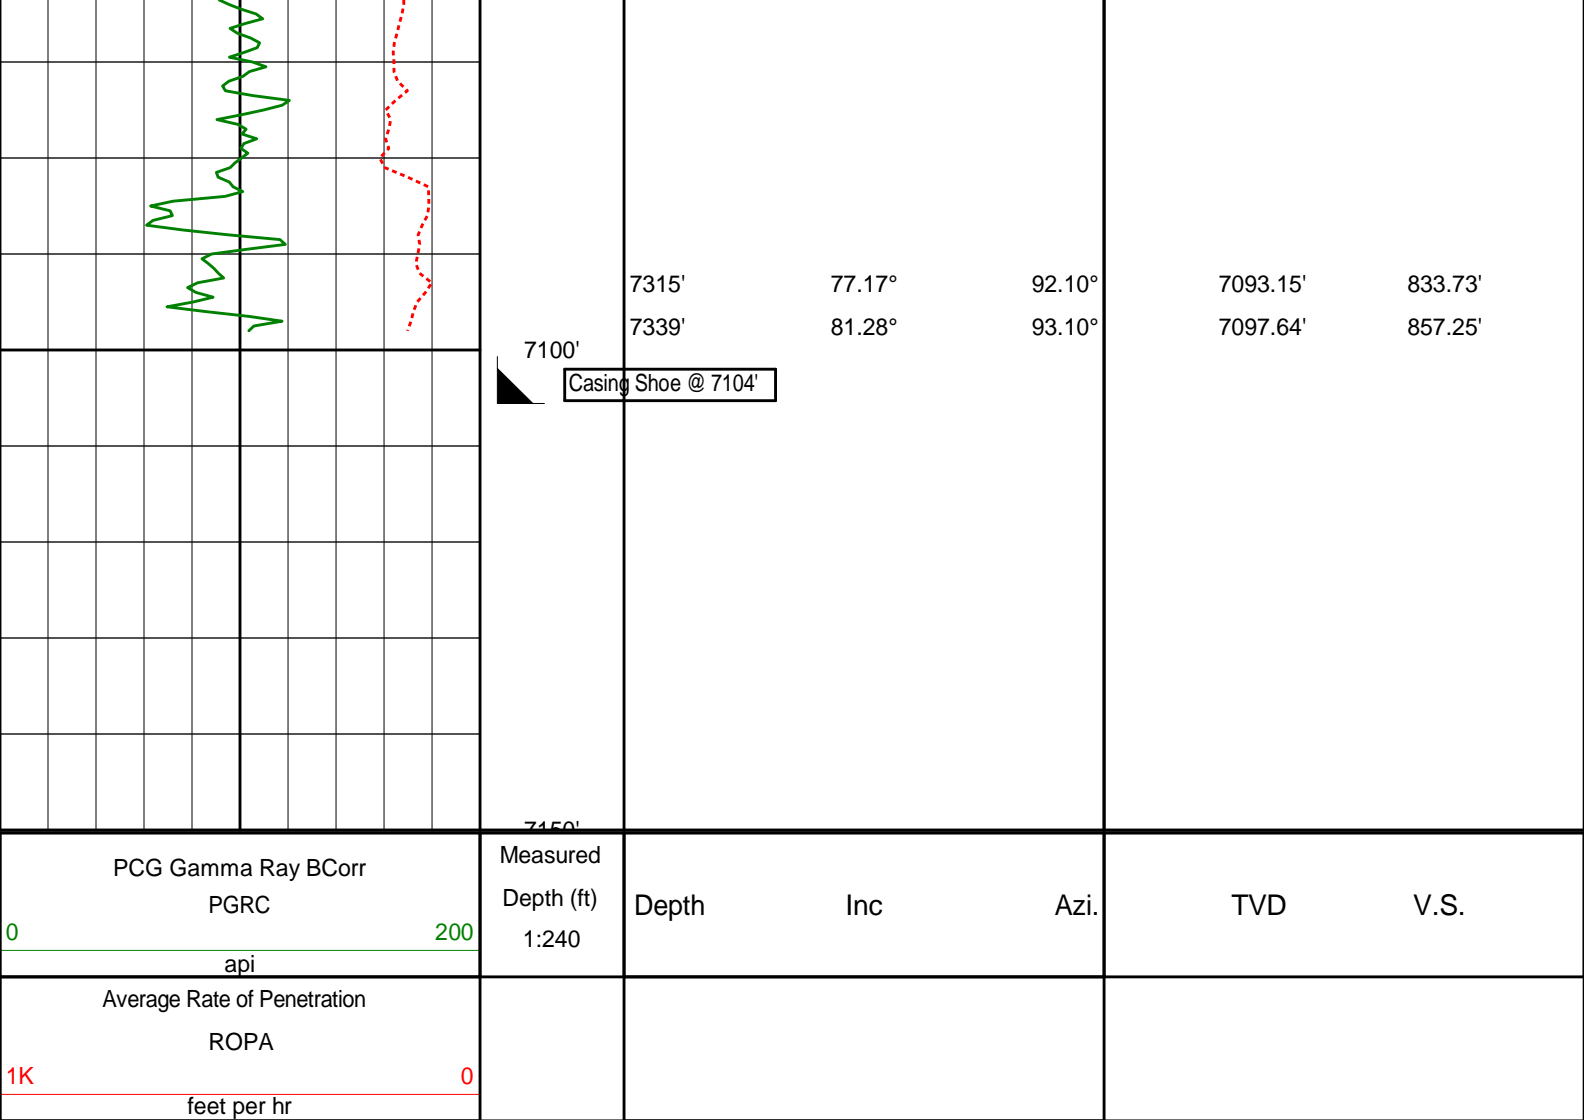 7315' 77.17° 92.10° 7093.15' 833.73'
7339' 81.28° 93.10° 7097.64' 857.25'
7100'
Casing Shoe @ 7104'
7150'
PCG Gamma Ray BCorr
PGRC
0 200
api
Measured
Depth (ft)
1:240
Depth Inc Azi. TVD V.S.
Average Rate of Penetration
ROPA
1K 0
feet per hr